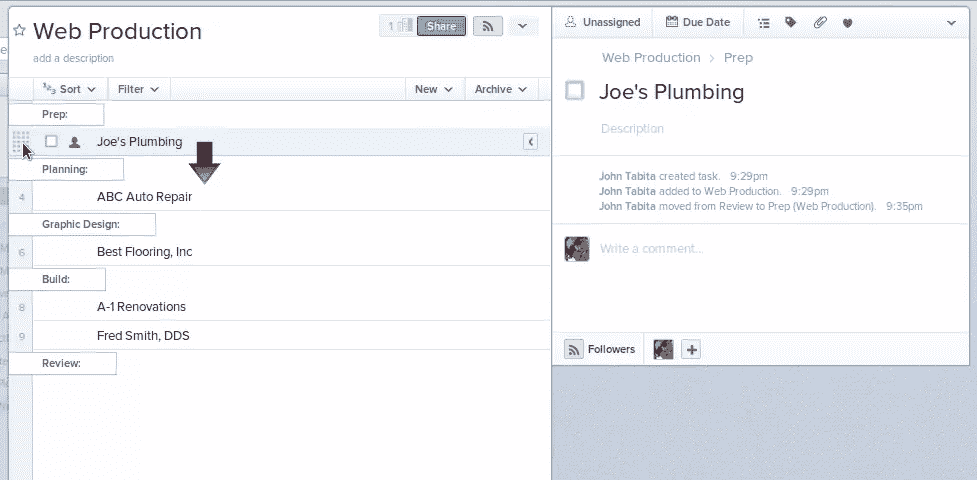 Web Production
1
Share
add a description
Sort
Filter
New
Archive
Prep:
Joe's Plumbing
Planning:
4 ABC Auto Repair
Graphic Design:
6 Best Flooring, Inc
Build:
8 A-1 Renovations
9 Fred Smith, DDS
Review:
Unassigned
Due Date
Web Production > Prep
Joe's Plumbing
Description
John Tabita created task. 9:29pm
John Tabita added to Web Production. 9:29pm
John Tabita moved from Review to Prep (Web Production). 9:35pm
Write a comment...
Followers